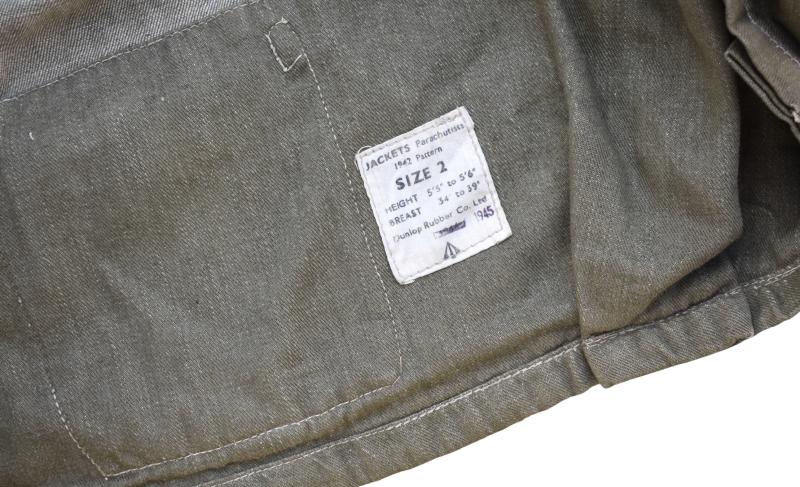 JACKETS Parachutists
1942 Pattern
SIZE 2
HEIGHT 5'5" to 5'6"
BREAST 34" to 39"
Dunlop Rubber Co. Ltd
1945